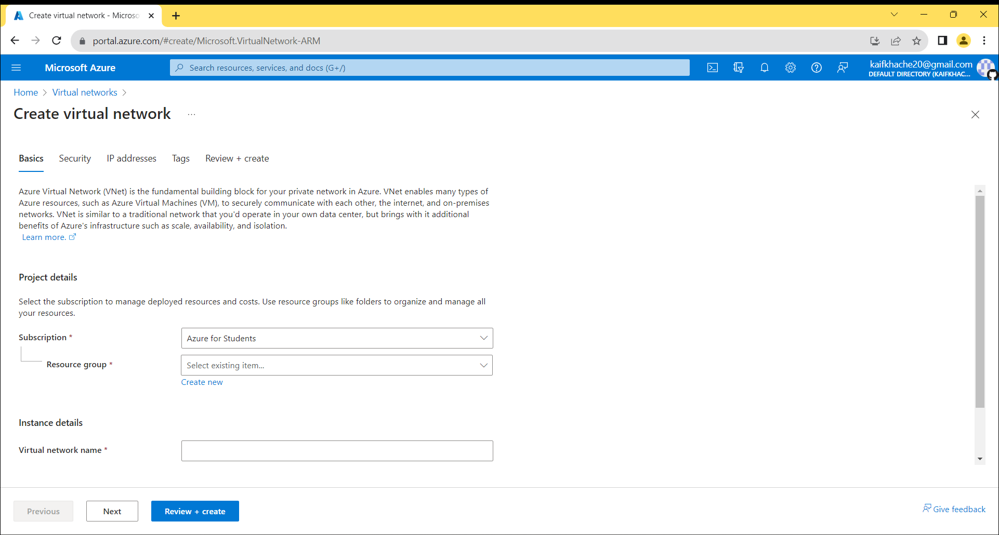 Create virtual network - Microso
portal.azure.com/#create/Microsoft.VirtualNetwork-ARM
Microsoft Azure
Search resources, services, and docs (G+/)
kaifkhache20@gmail.com
DEFAULT DIRECTORY (KAIFKHAC...
Home > Virtual networks >
Create virtual network ...
Basics Security IP addresses Tags Review + create
Azure Virtual Network (VNet) is the fundamental building block for your private network in Azure. VNet enables many types of
Azure resources, such as Azure Virtual Machines (VM), to securely communicate with each other, the internet, and on-premises
networks. VNet is similar to a traditional network that you'd operate in your own data center, but brings with it additional
benefits of Azure's infrastructure such as scale, availability, and isolation.
Learn more.
Project details
Select the subscription to manage deployed resources and costs. Use resource groups like folders to organize and manage all
your resources.
Subscription *
Azure for Students
Resource group *
Select existing item...
Create new
Instance details
Virtual network name *
Previous
Next
Review + create
Give feedback